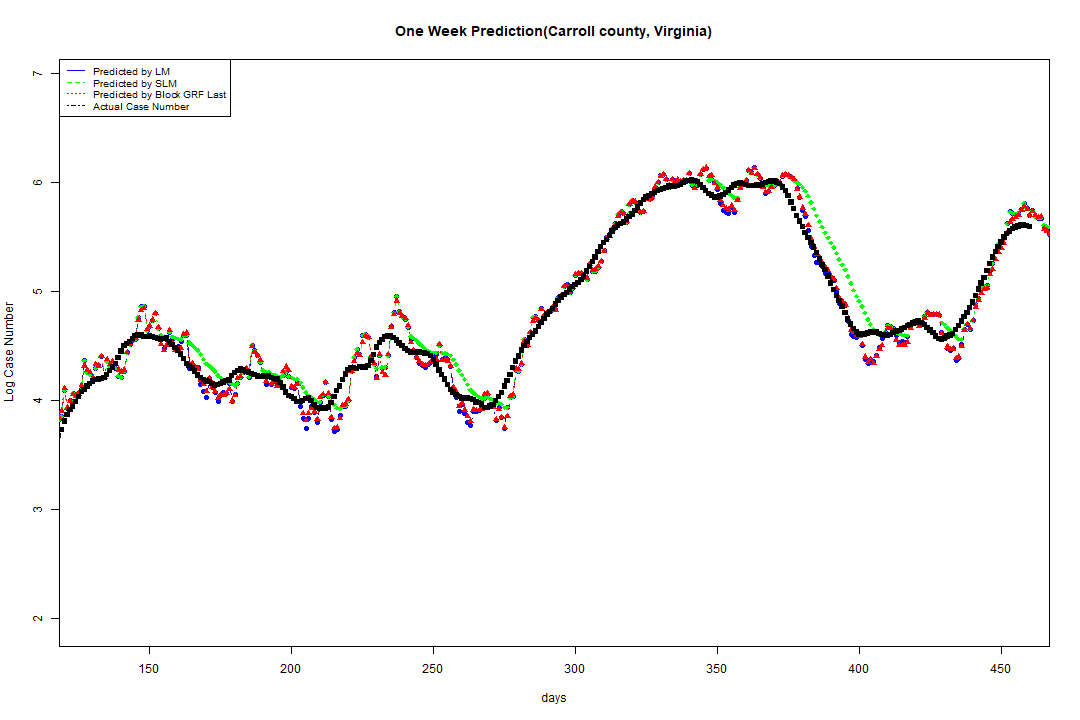 One Week Prediction(Carroll county, Virginia)
Predicted by LM
Predicted by SLM
Predicted by Block GRF Last
Actual Case Number
7
6
5
4
3
2
Log Case Number
150 200 250 300 350 400 450
days